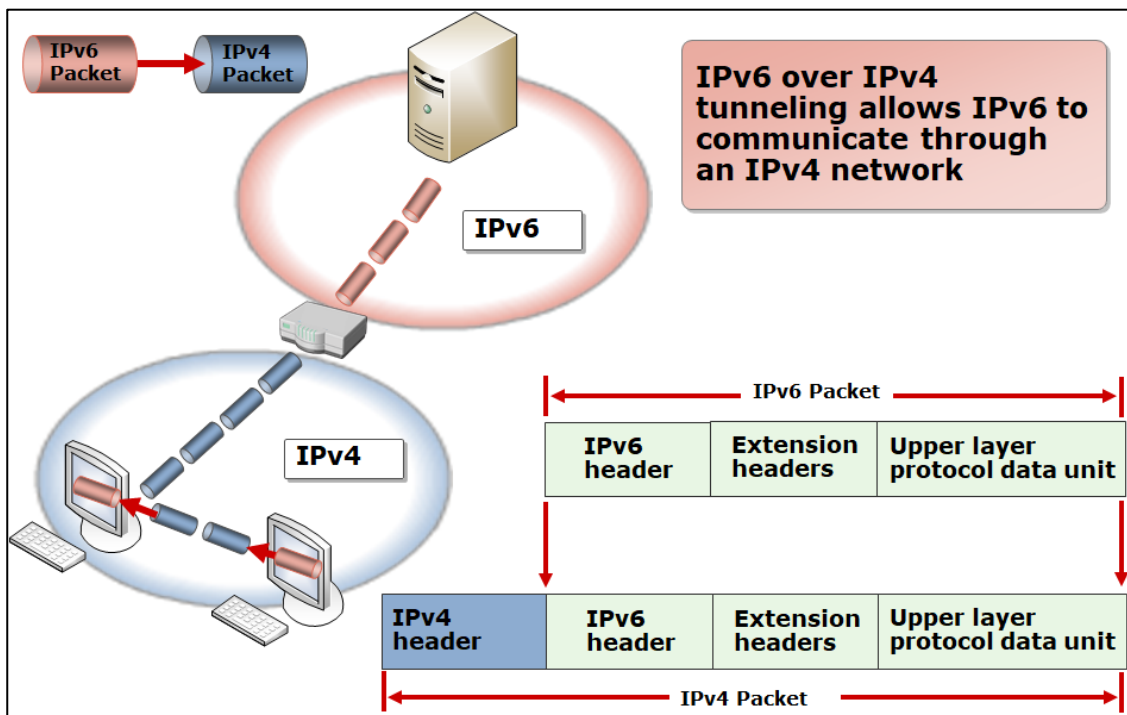 IPv6
Packet
IPv4
Packet
IPv6 over IPv4
tunneling allows IPv6 to
communicate through
an IPv4 network
IPv6
IPv4
IPv6 Packet
IPv6
header
Extension
headers
Upper layer
protocol data unit
IPv4
header
IPv6
header
Extension
headers
Upper layer
protocol data unit
IPv4 Packet